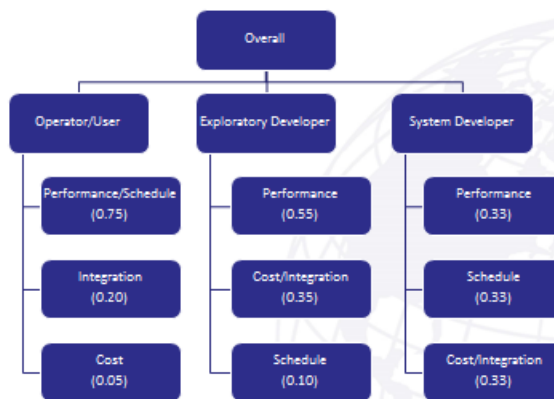 Overall
Operator/User
Exploratory Developer
System Developer
Performance/Schedule
(0.75)
Performance
(0.55)
Performance
(0.33)
Integration
(0.20)
Cost/Integration
(0.35)
Schedule
(0.33)
Cost
(0.05)
Schedule
(0.10)
Cost/Integration
(0.33)